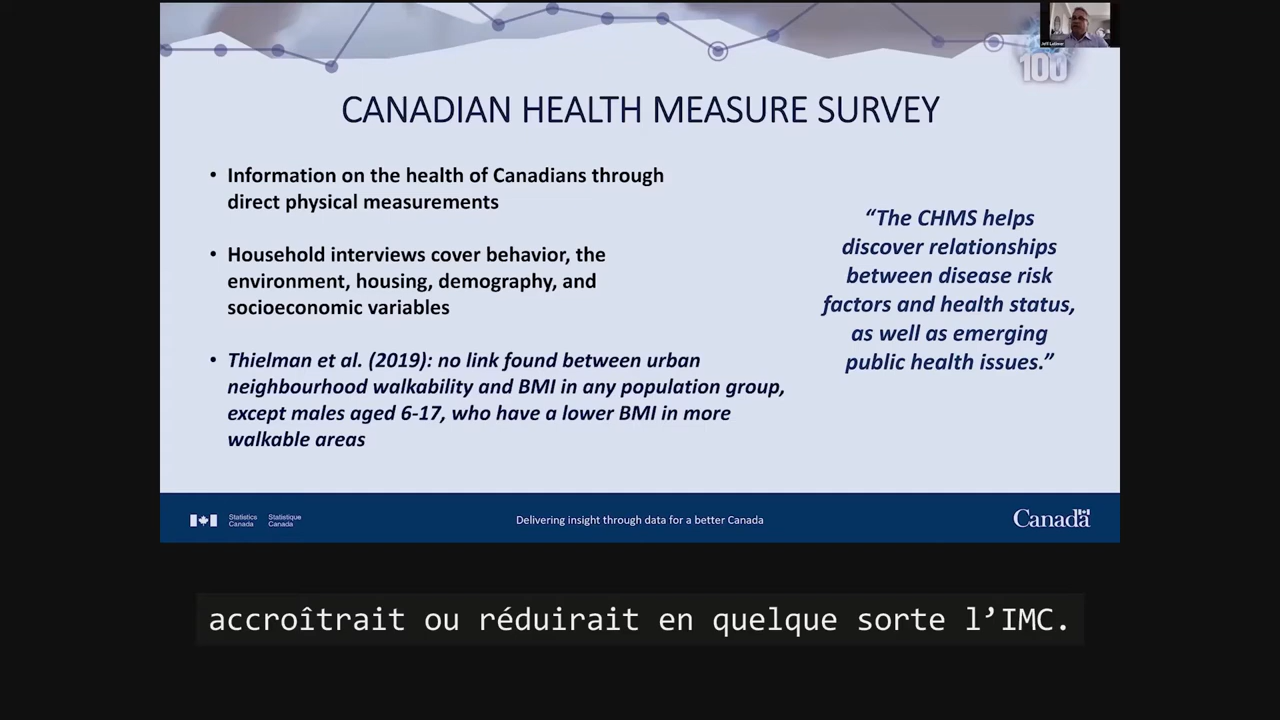 Jeff Latimer
100
CANADIAN HEALTH MEASURE SURVEY
• Information on the health of Canadians through
direct physical measurements
• Household interviews cover behavior, the
environment, housing, demography, and
socioeconomic variables
• Thielman et al. (2019): no link found between urban
neighbourhood walkability and BMI in any population group,
except males aged 6-17, who have a lower BMI in more
walkable areas
“The CHMS helps
discover relationships
between disease risk
factors and health status,
as well as emerging
public health issues.”
Statistics Statistique
Canada Canada
Delivering insight through data for a better Canada
Canada
accroîtrait ou réduirait en quelque sorte l’IMC.